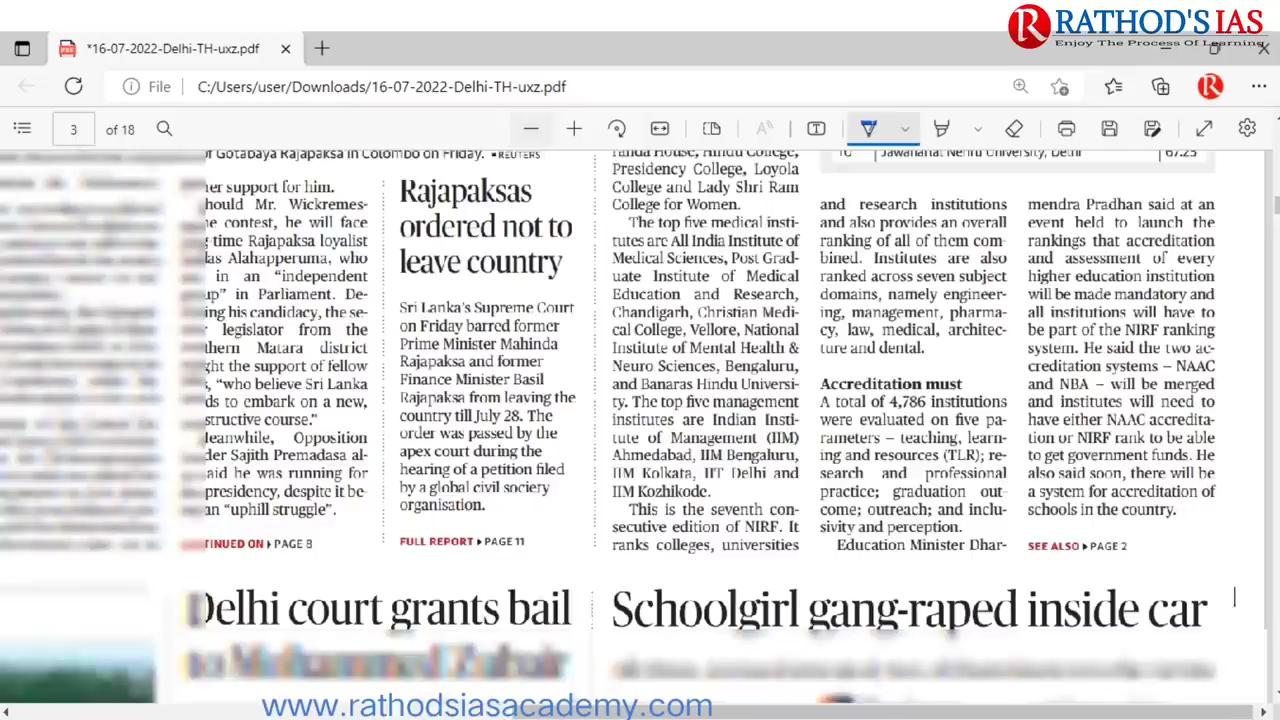 RATHOD'S IAS
Enjoy The Process Of Learning
*16-07-2022-Delhi-TH-uxz.pdf
File C:/Users/user/Downloads/16-07-2022-Delhi-TH-uxz.pdf
3 of 18
of Gotabaya Rajapaksa in Colombo on Friday. REUTERS
her support for him.
hould Mr. Wickremes-
e contest, he will face
time Rajapaksa loyalist
as Alahapperuma, who
in an “independent
up” in Parliament. De-
ing his candidacy, the se-
legislator from the
thern Matara district
ght the support of fellow
, “who believe Sri Lanka
ds to embark on a new,
structive course.”
eanwhile, Opposition
der Sajith Premadasa al-
said he was running for
presidency, despite it be-
an “uphill struggle”.
TINUED ON PAGE 8
Rajapaksas
ordered not to
leave country
Sri Lanka's Supreme Court
on Friday barred former
Prime Minister Mahinda
Rajapaksa and former
Finance Minister Basil
Rajapaksa from leaving the
country till July 28. The
order was passed by the
apex court during the
hearing of a petition filed
by a global civil society
organisation.
FULL REPORT PAGE 11
randa House, Hindu College,
Presidency College, Loyola
College and Lady Shri Ram
College for Women.
The top five medical insti-
tutes are All India Institute of
Medical Sciences, Post Grad-
uate Institute of Medical
Education and Research,
Chandigarh, Christian Medi-
cal College, Vellore, National
Institute of Mental Health &
Neuro Sciences, Bengaluru,
and Banaras Hindu Universi-
ty. The top five management
institutes are Indian Insti-
tute of Management (IIM)
Ahmedabad, IIM Bengaluru,
IIM Kolkata, IIT Delhi and
IIM Kozhikode.
This is the seventh con-
secutive edition of NIRF. It
ranks colleges, universities
10 Jawaharlal Nehru University, Delhi 67.25
and research institutions
and also provides an overall
ranking of all of them com-
bined. Institutes are also
ranked across seven subject
domains, namely engineer-
ing, management, pharma-
cy, law, medical, architec-
ture and dental.
Accreditation must
A total of 4,786 institutions
were evaluated on five pa-
rameters – teaching, learn-
ing and resources (TLR); re-
search and professional
practice; graduation out-
come; outreach; and inclu-
sivity and perception.
Education Minister Dhar-
mendra Pradhan said at an
event held to launch the
rankings that accreditation
and assessment of every
higher education institution
will be made mandatory and
all institutions will have to
be part of the NIRF ranking
system. He said the two ac-
creditation systems – NAAC
and NBA – will be merged
and institutes will need to
have either NAAC accredita-
tion or NIRF rank to be able
to get government funds. He
also said soon, there will be
a system for accreditation of
schools in the country.
SEE ALSO PAGE 2
Delhi court grants bail
to Mohammed Zubair
Schoolgirl gang-raped inside car
www.rathodsiasacademy.com